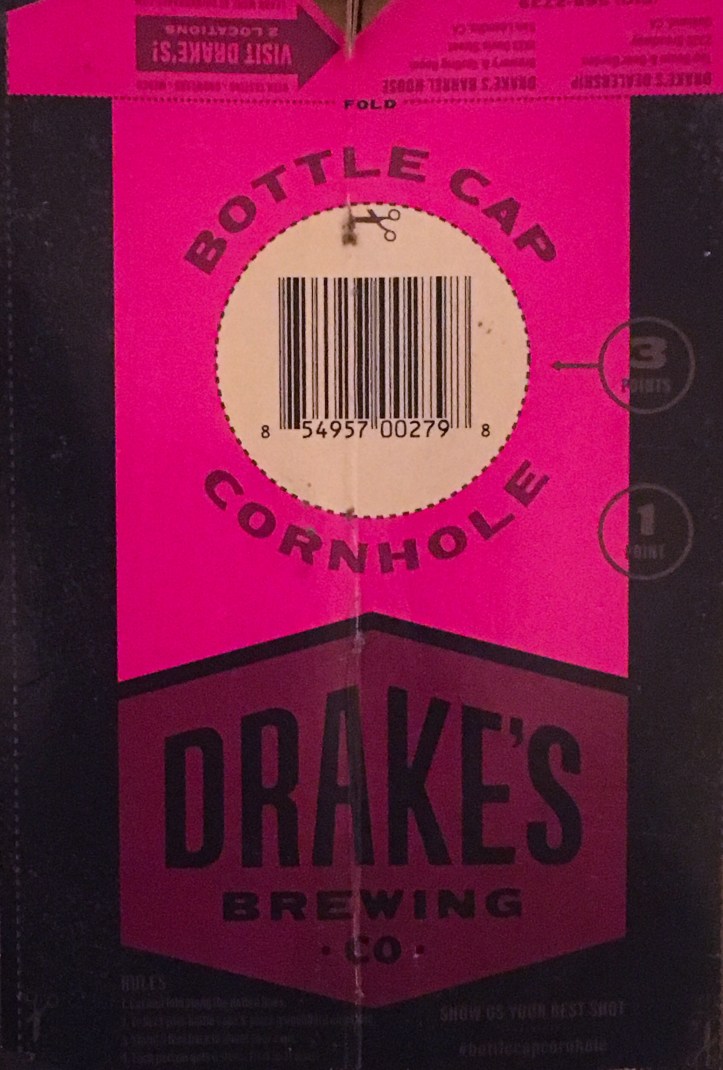 VISIT DRAKE'S!
2 LOCATIONS
DRAKE'S BARREL HOUSE
DRAKE'S DEALERSHIP
FOLD
BOTTLE CAP
8 54957 00279 8
CORNHOLE
3
POINTS
1
POINT
DRAKE'S
BREWING
CO
RULES
SHOW US YOUR BEST SHOT
#bottlecapcornhole